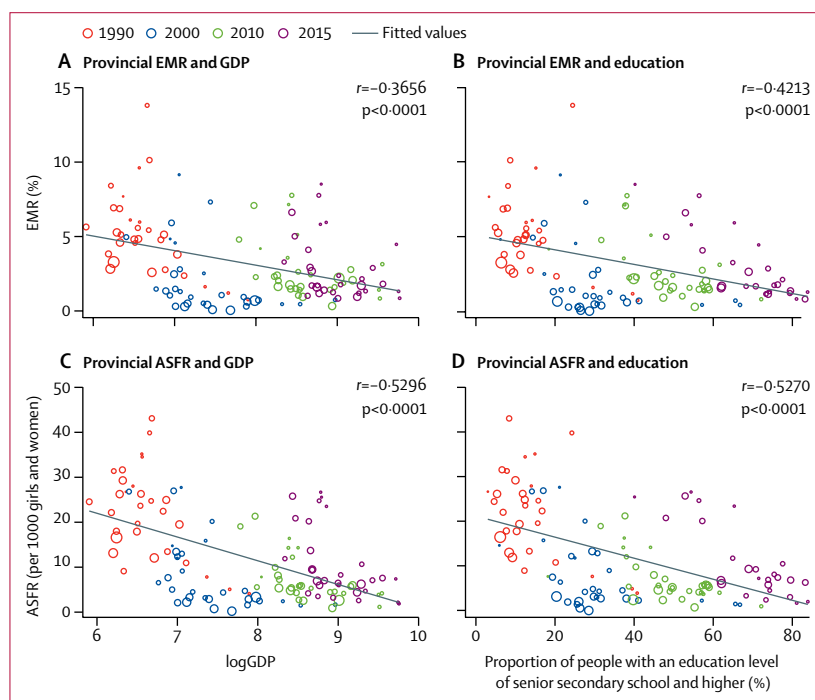 1990 2000 2010 2015 Fitted values
A Provincial EMR and GDP
r=–0·3656
p<0·0001
15
10
5
0
EMR (%)
B Provincial EMR and education
r=–0·4213
p<0·0001
C Provincial ASFR and GDP
r=–0·5296
p<0·0001
50
40
30
20
10
0
ASFR (per 1000 girls and women)
6 7 8 9 10
logGDP
D Provincial ASFR and education
r=–0·5270
p<0·0001
0 20 40 60 80
Proportion of people with an education level
of senior secondary school and higher (%)